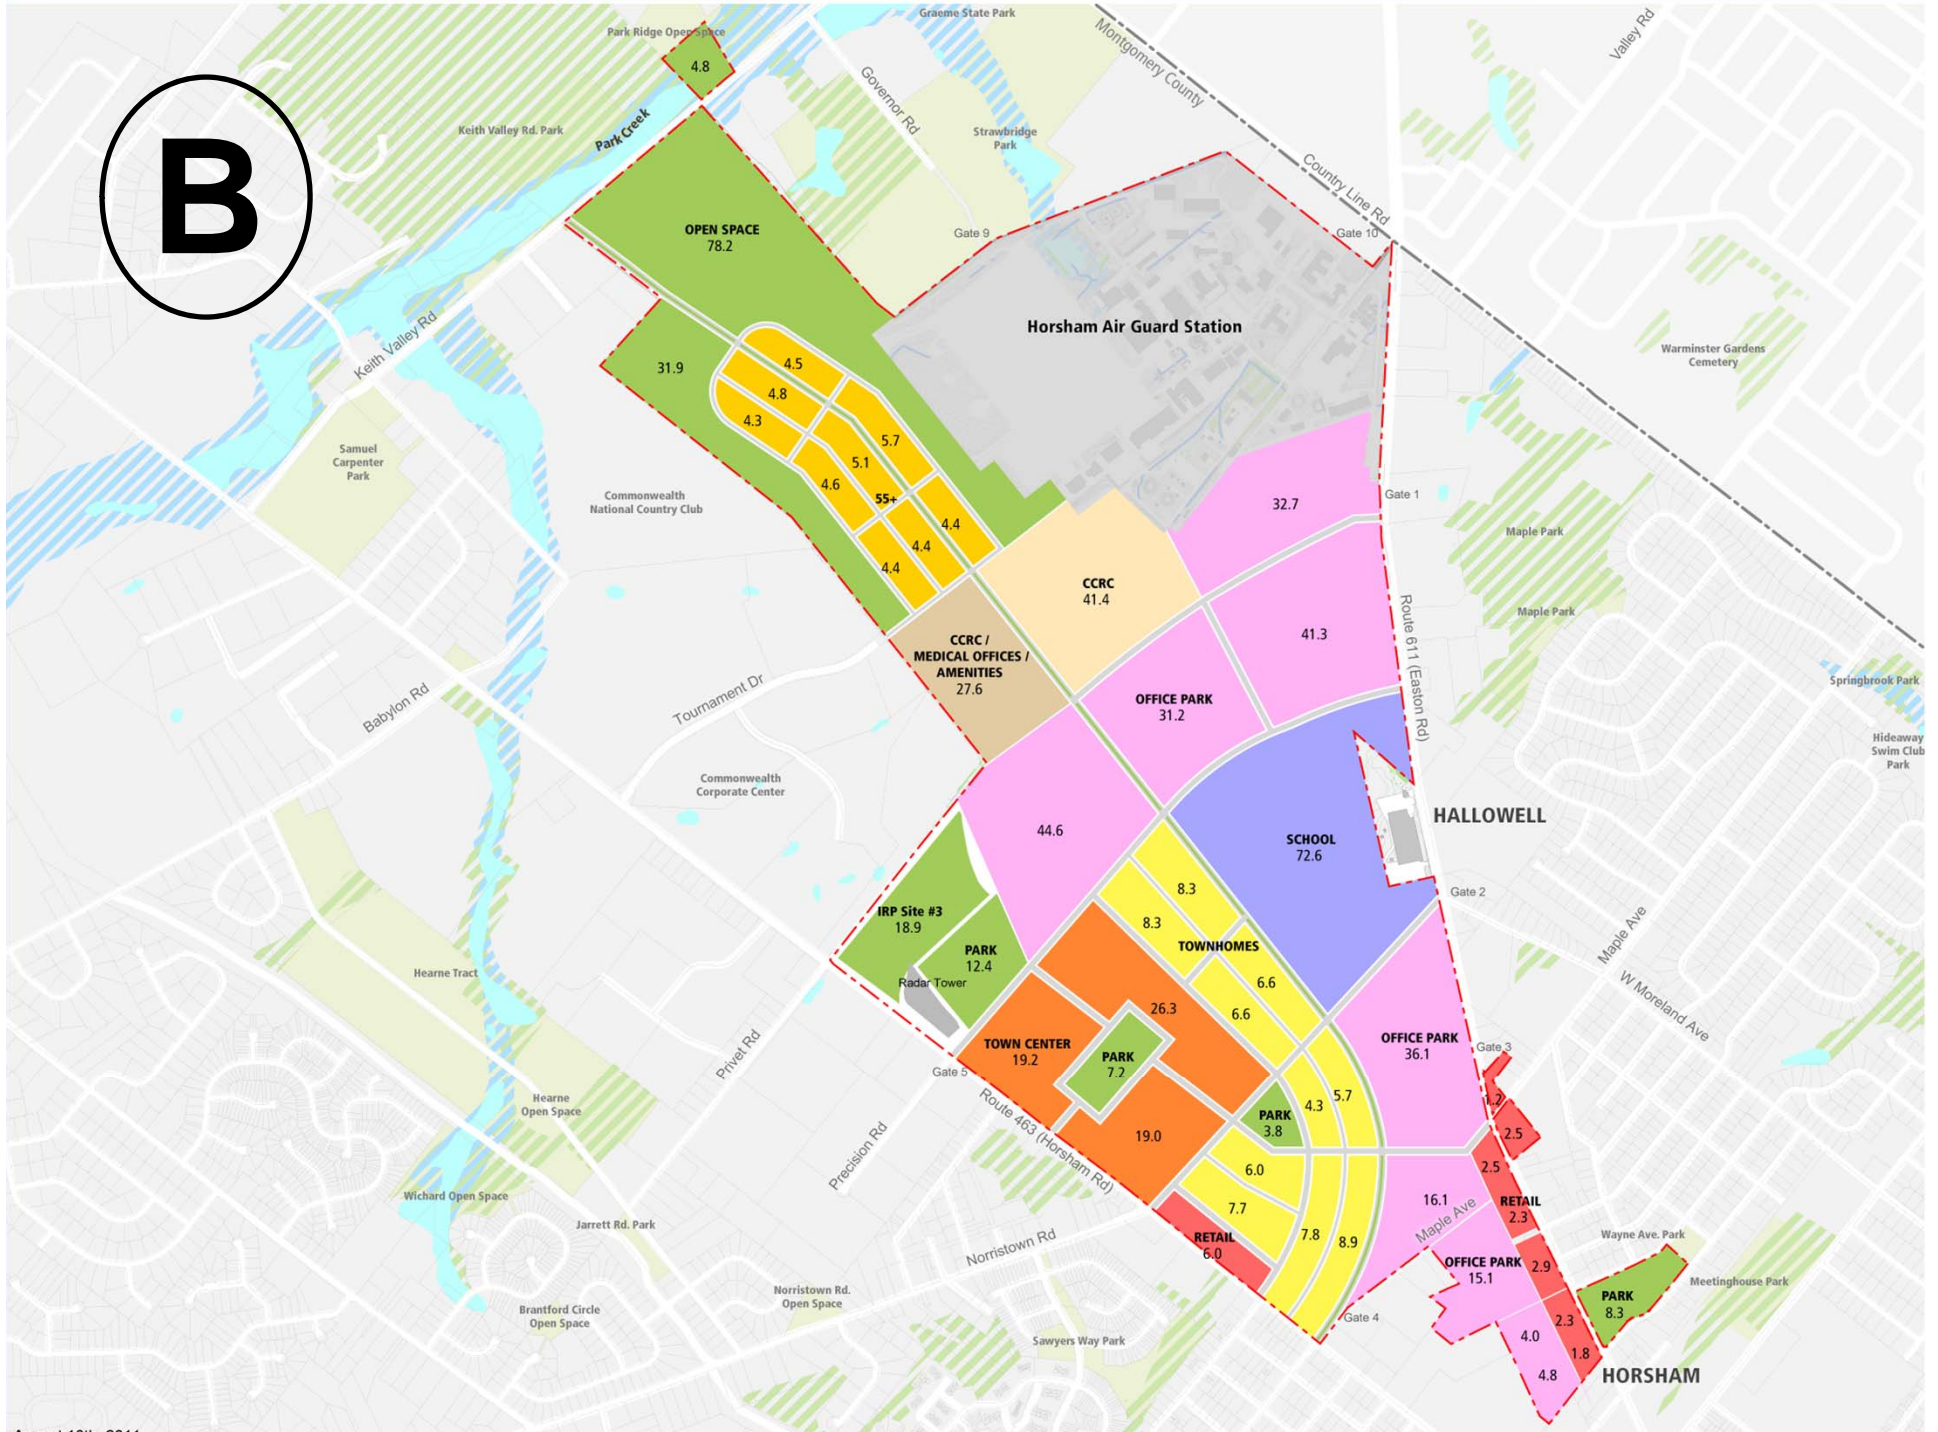 Graeme State Park
Park Ridge Open Space
4.8
Montgomery County
Valley Rd
Governor Rd
B
Keith Valley Rd. Park
Park Creek
Strawbridge
Park
Country Line Rd
OPEN SPACE
78.2
Gate 9
Gate 10
Horsham Air Guard Station
Keith Valley Rd
Warminster Gardens
Cemetery
31.9
4.5
4.8
4.3
5.7
5.1
4.6
55+
4.4
4.4
4.4
Samuel
Carpenter
Park
Commonwealth
National Country Club
32.7
Gate 1
Maple Park
CCRC
41.4
Maple Park
41.3
Route 611 (Easton Rd)
CCRC /
MEDICAL OFFICES /
AMENITIES
27.6
Springbrook Park
Babylon Rd
Tournament Dr
OFFICE PARK
31.2
Hideaway
Swim Club
Park
Commonwealth
Corporate Center
44.6
HALLOWELL
SCHOOL
72.6
Gate 2
8.3
8.3
IRP Site #3
18.9
TOWNHOMES
Maple Ave
PARK
12.4
Hearne Tract
Radar Tower
6.6
6.6
W Moreland Ave
26.3
TOWN CENTER
19.2
OFFICE PARK
36.1
Gate 3
PARK
7.2
Privet Rd
Gate 5
Hearne
Open Space
Route 463 (Horsham Rd)
4.3
5.7
1.2
PARK
3.8
2.5
19.0
Precision Rd
6.0
2.5
Wichard Open Space
16.1
RETAIL
2.3
7.7
Jarrett Rd. Park
Maple Ave
Norristown Rd
RETAIL
6.0
7.8
8.9
Wayne Ave. Park
OFFICE PARK
15.1
2.9
Meetinghouse Park
Norristown Rd.
Open Space
PARK
8.3
Brantford Circle
Open Space
Gate 4
2.3
Sawyers Way Park
4.0
1.8
4.8
HORSHAM